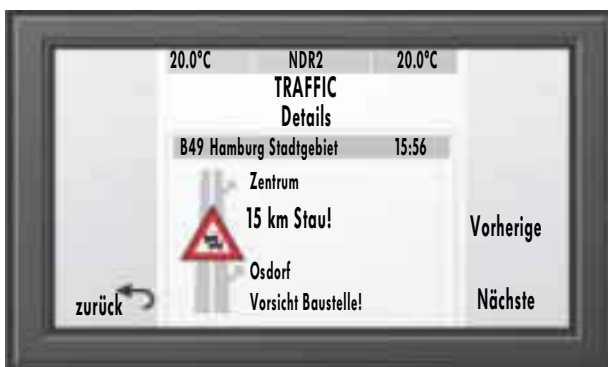 20.0°C NDR2 20.0°C
TRAFFIC
Details
B49 Hamburg Stadtgebiet 15:56
Zentrum
15 km Stau!
Vorherige
Osdorf
zurück Vorsicht Baustelle! Nächste